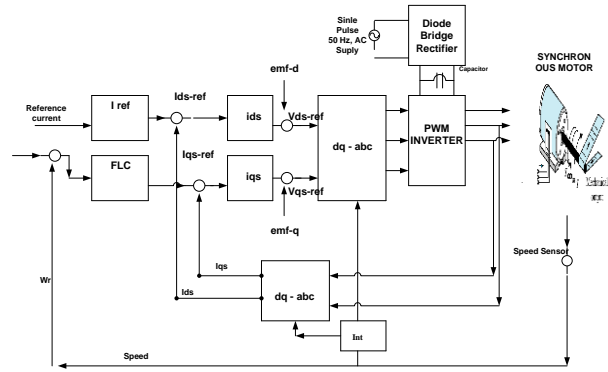 Sinle
Pulse
50 Hz, AC
Suply
Diode
Bridge
Rectifier
Capacitor
SYNCHRON
OUS MOTOR
emf-d
Reference
current
I ref
Ids-ref
ids
Vds-ref
dq - abc
PWM
INVERTER
FLC
Iqs-ref
iqs
Vqs-ref
emf-q
Speed Sensor
Wr
Iqs
Ids
dq - abc
Int
Speed